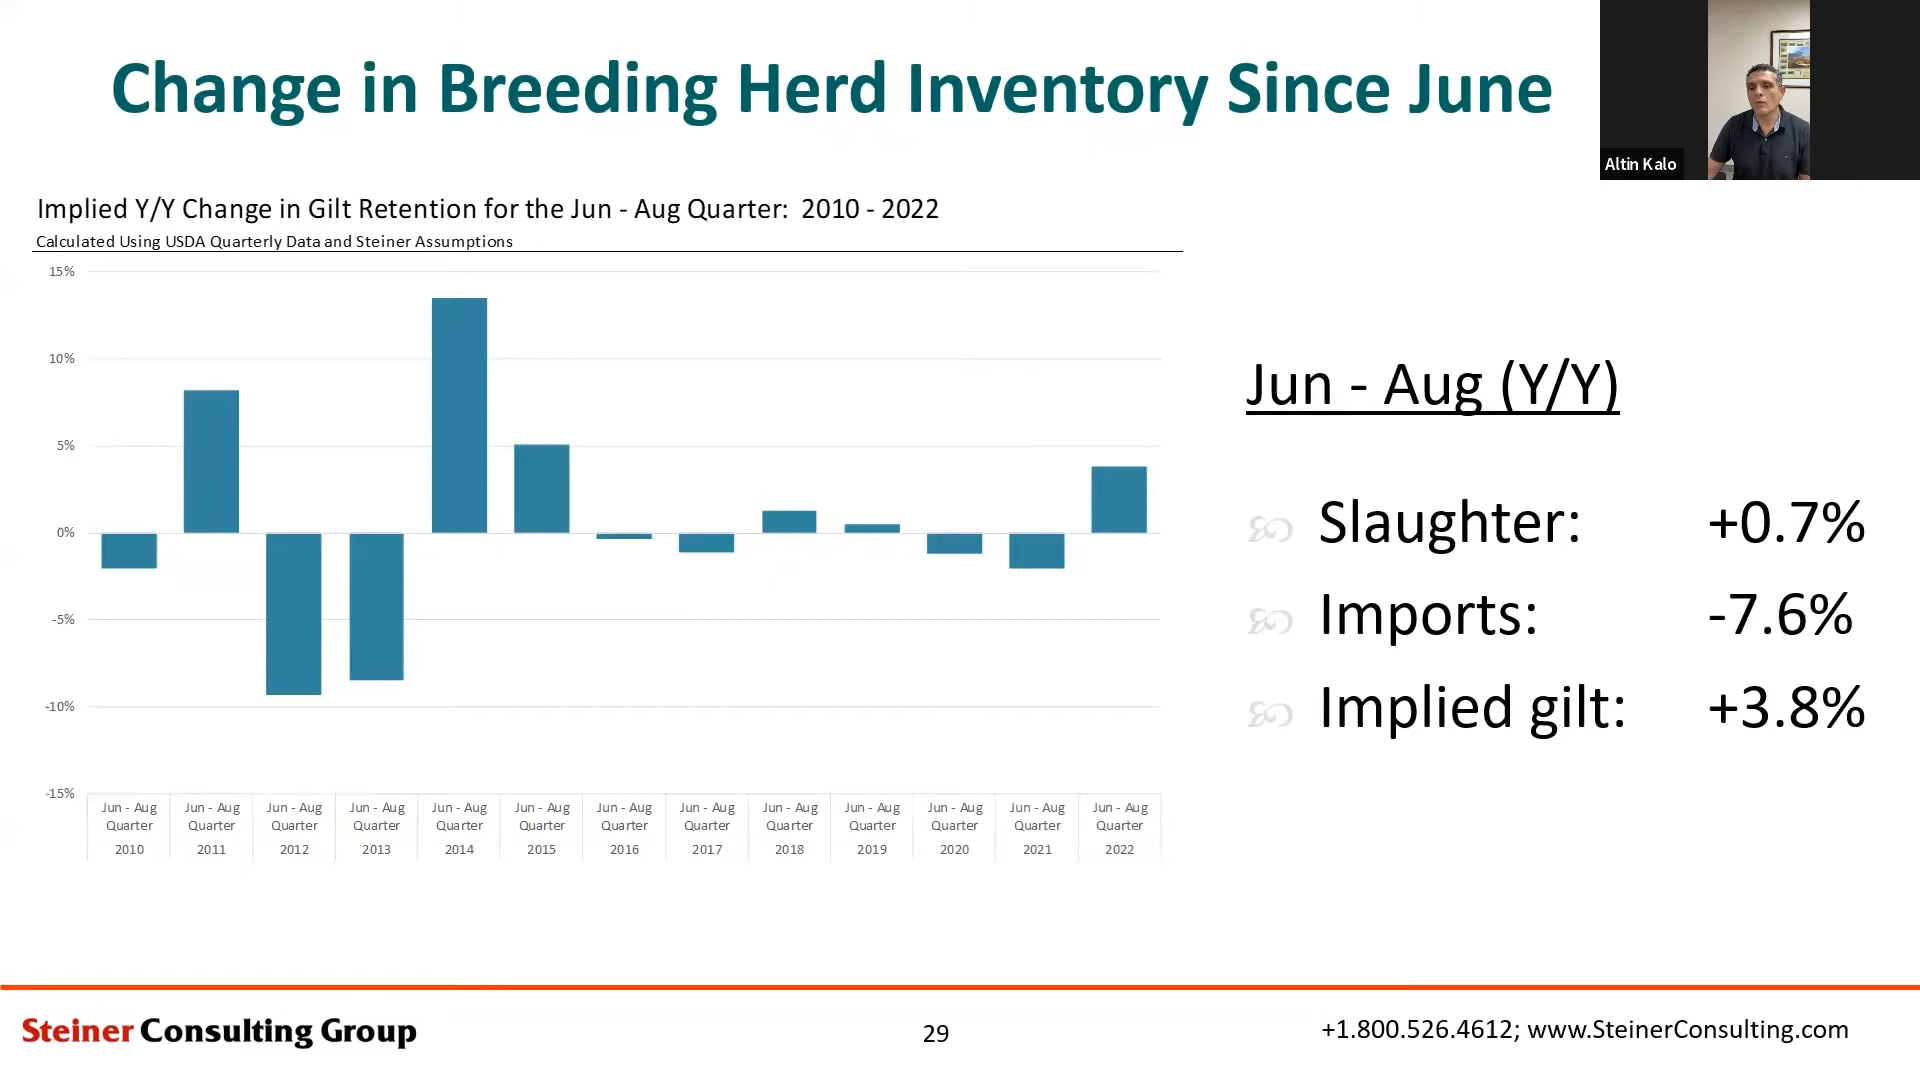 Change in Breeding Herd Inventory Since June
Altin Kalo
Implied Y/Y Change in Gilt Retention for the Jun - Aug Quarter: 2010 - 2022
Calculated Using USDA Quarterly Data and Steiner Assumptions
15%
10%
5%
0%
-5%
-10%
-15%
Jun - Aug Jun - Aug Jun - Aug Jun - Aug Jun - Aug Jun - Aug Jun - Aug Jun - Aug Jun - Aug Jun - Aug Jun - Aug Jun - Aug Jun - Aug
Quarter Quarter Quarter Quarter Quarter Quarter Quarter Quarter Quarter Quarter Quarter Quarter Quarter
2010 2011 2012 2013 2014 2015 2016 2017 2018 2019 2020 2021 2022
Jun - Aug (Y/Y)
Slaughter: +0.7%
Imports: -7.6%
Implied gilt: +3.8%
Steiner Consulting Group
29
+1.800.526.4612; www.SteinerConsulting.com